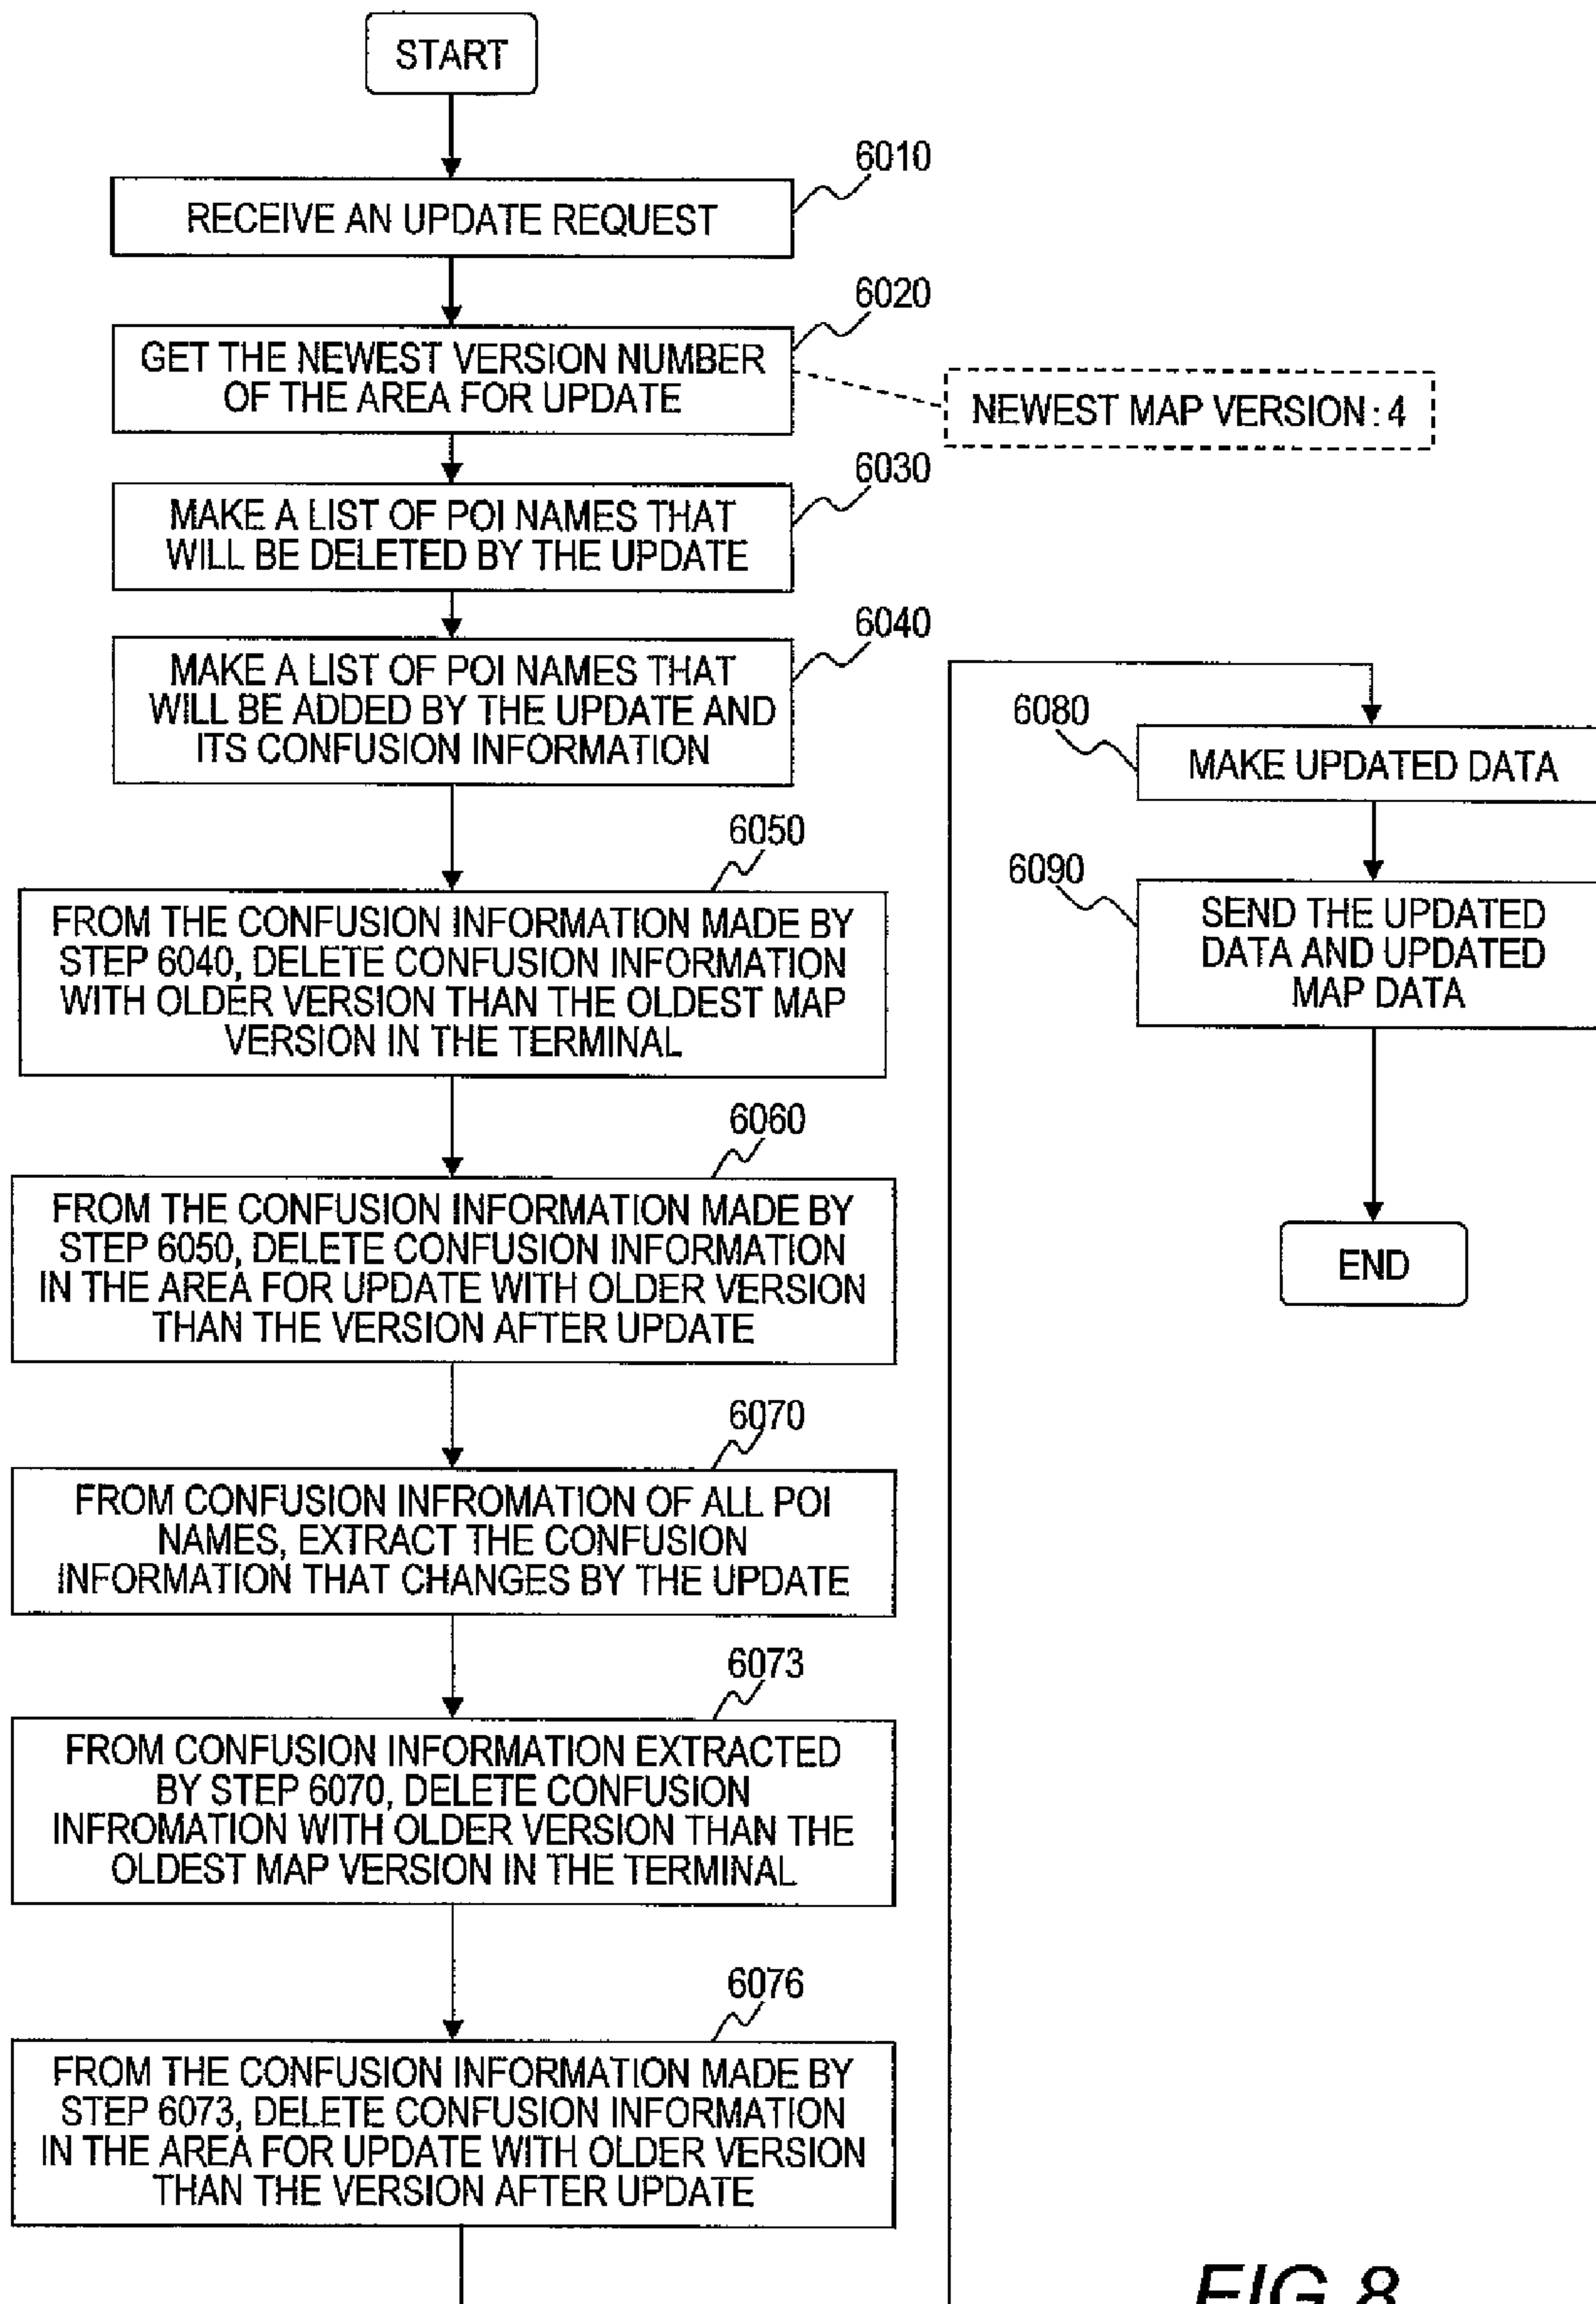 START
6010
RECEIVE AN UPDATE REQUEST
6020
GET THE NEWEST VERSION NUMBER
OF THE AREA FOR UPDATE
NEWEST MAP VERSION: 4
6030
MAKE A LIST OF POI NAMES THAT
WILL BE DELETED BY THE UPDATE
6040
MAKE A LIST OF POI NAMES THAT
WILL BE ADDED BY THE UPDATE AND
ITS CONFUSION INFORMATION
6050
FROM THE CONFUSION INFORMATION MADE BY
STEP 6040, DELETE CONFUSION INFORMATION
WITH OLDER VERSION THAN THE OLDEST MAP
VERSION IN THE TERMINAL
6060
FROM THE CONFUSION INFORMATION MADE BY
STEP 6050, DELETE CONFUSION INFORMATION
IN THE AREA FOR UPDATE WITH OLDER VERSION
THAN THE VERSION AFTER UPDATE
6070
FROM CONFUSION INFROMATION OF ALL POI
NAMES, EXTRACT THE CONFUSION
INFORMATION THAT CHANGES BY THE UPDATE
6073
FROM CONFUSION INFORMATION EXTRACTED
BY STEP 6070, DELETE CONFUSION
INFROMATION WITH OLDER VERSION THAN THE
OLDEST MAP VERSION IN THE TERMINAL
6076
FROM THE CONFUSION INFORMATION MADE BY
STEP 6073, DELETE CONFUSION INFORMATION
IN THE AREA FOR UPDATE WITH OLDER VERSION
THAN THE VERSION AFTER UPDATE
6080
MAKE UPDATED DATA
6090
SEND THE UPDATED
DATA AND UPDATED
MAP DATA
END
FIG.8